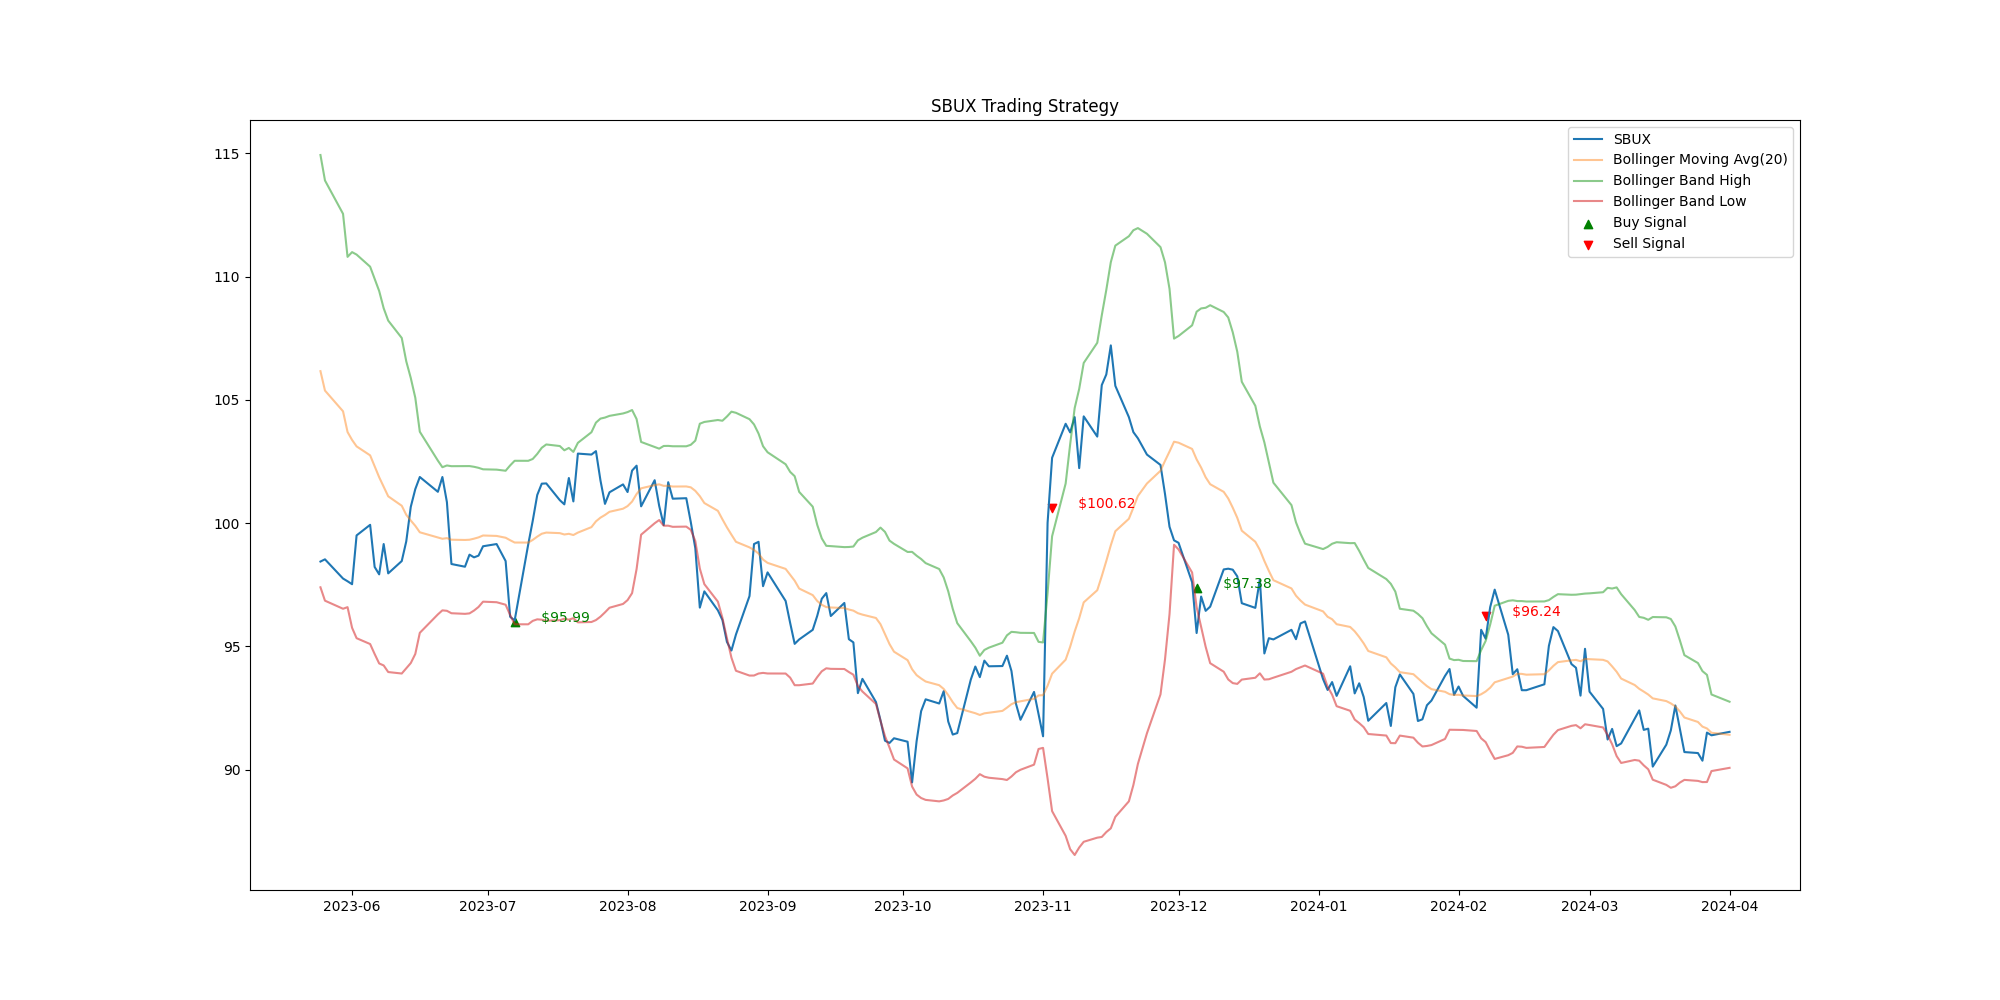 SBUX Trading Strategy
SBUX
Bollinger Moving Avg(20)
Bollinger Band High
Bollinger Band Low
Buy Signal
Sell Signal
115
110
105
100
95
90
$95.99
$100.62
$97.38
$96.24
2023-06 2023-07 2023-08 2023-09 2023-10 2023-11 2023-12 2024-01 2024-02 2024-03 2024-04